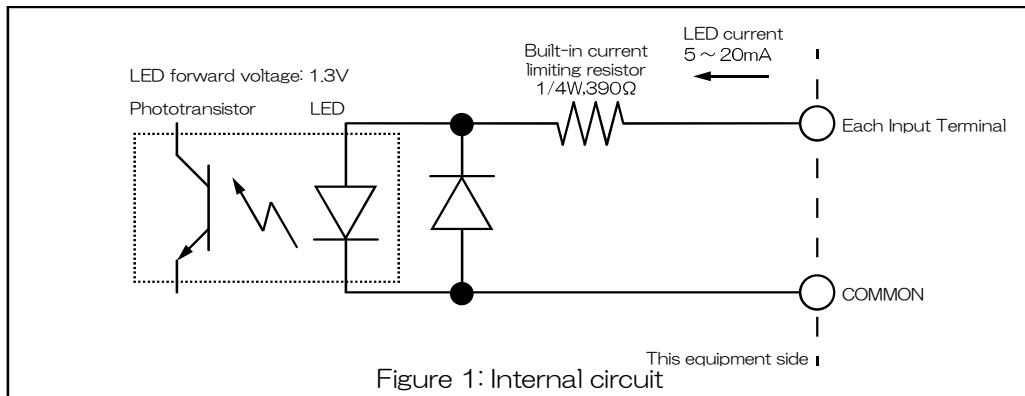 LED current
5～20mA
Built-in current
limiting resistor
1/4W,390Ω
LED forward voltage: 1.3V
Phototransistor
LED
Each Input Terminal
COMMON
This equipment side
Figure 1: Internal circuit